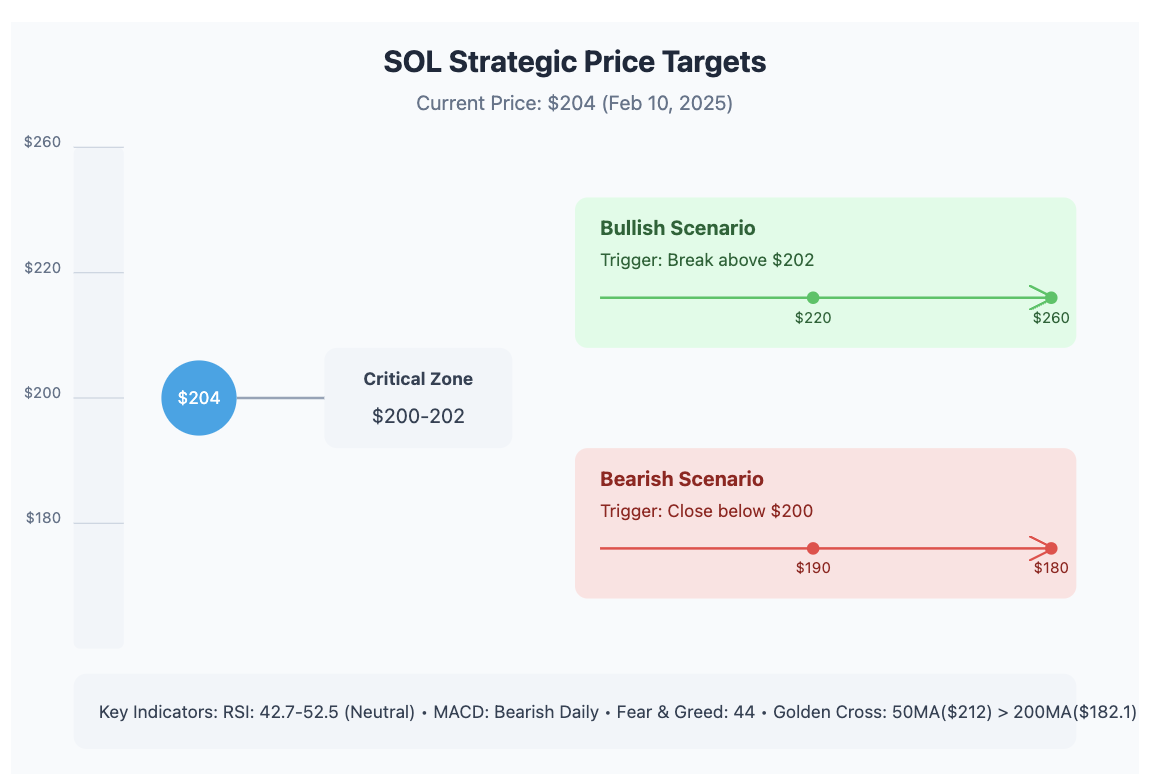 SOL Strategic Price Targets
Current Price: $204 (Feb 10, 2025)
$260
$220
$200
$180
$204
Critical Zone
$200-202
Bullish Scenario
Trigger: Break above $202
$220
$260
Bearish Scenario
Trigger: Close below $200
$190
$180
Key Indicators: RSI: 42.7-52.5 (Neutral) • MACD: Bearish Daily • Fear & Greed: 44 • Golden Cross: 50MA($212) > 200MA($182.1)